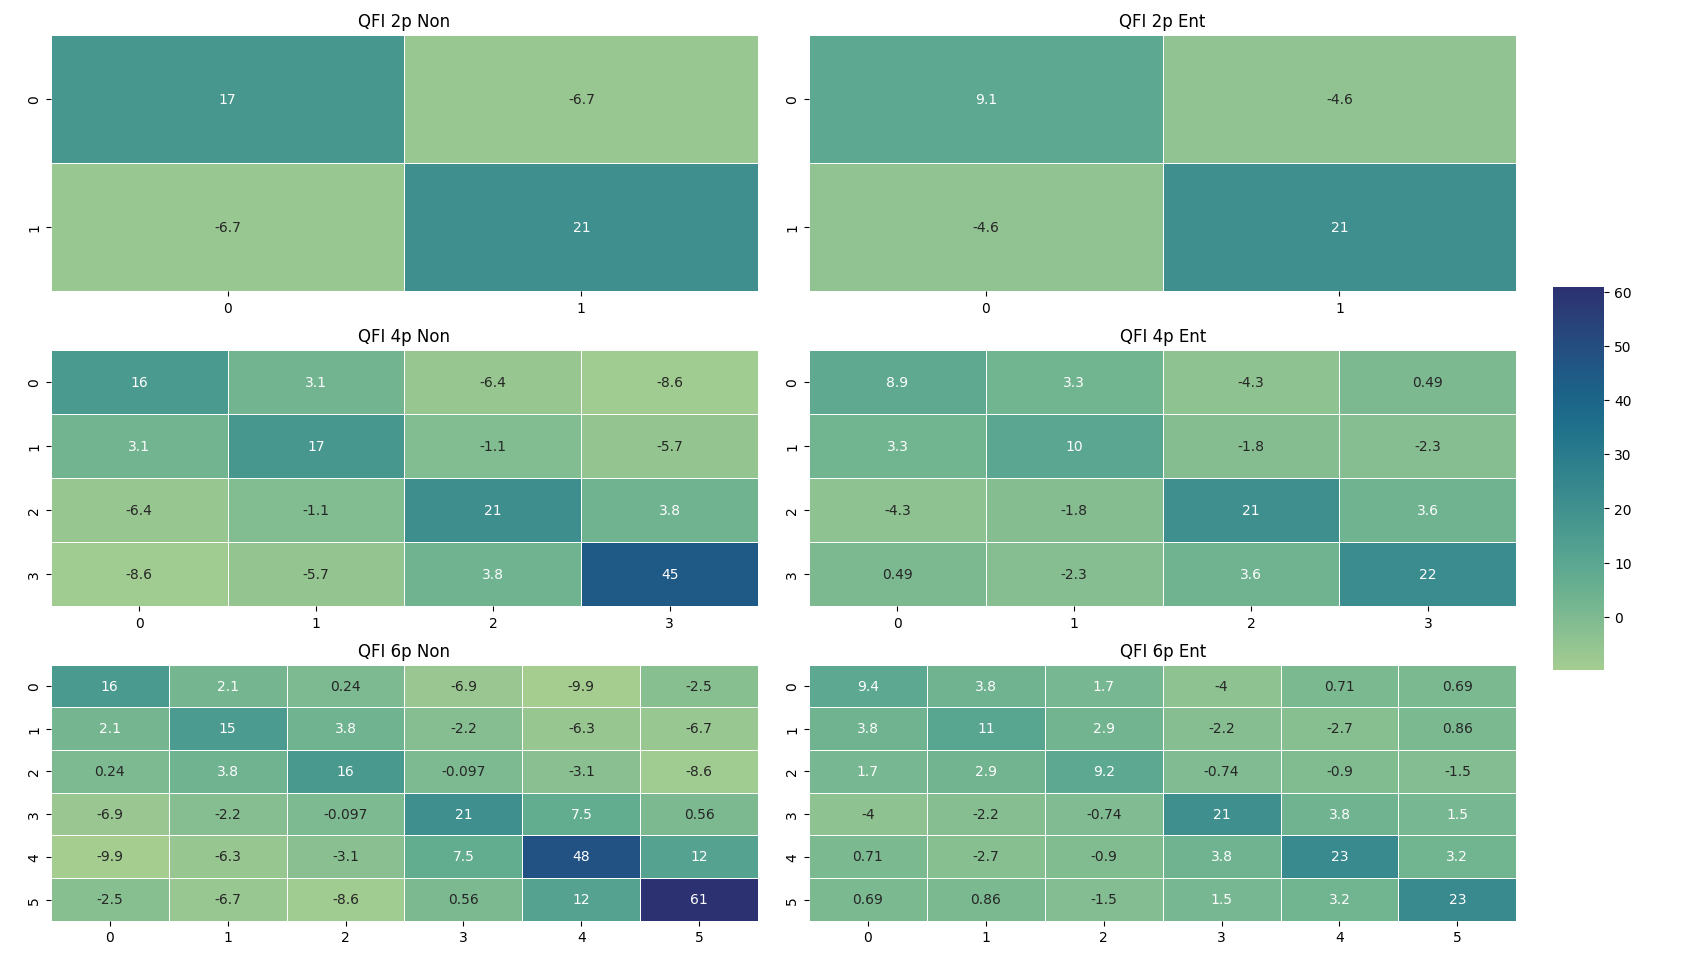 QFI 2p Non
0 17 -6.7
1 -6.7 21
0 1
QFI 2p Ent
0 9.1 -4.6
1 -4.6 21
0 1
QFI 4p Non
0 16 3.1 -6.4 -8.6
1 3.1 17 -1.1 -5.7
2 -6.4 -1.1 21 3.8
3 -8.6 -5.7 3.8 45
0 1 2 3
QFI 4p Ent
0 8.9 3.3 -4.3 0.49
1 3.3 10 -1.8 -2.3
2 -4.3 -1.8 21 3.6
3 0.49 -2.3 3.6 22
0 1 2 3
QFI 6p Non
0 16 2.1 0.24 -6.9 -9.9 -2.5
1 2.1 15 3.8 -2.2 -6.3 -6.7
2 0.24 3.8 16 -0.097 -3.1 -8.6
3 -6.9 -2.2 -0.097 21 7.5 0.56
4 -9.9 -6.3 -3.1 7.5 48 12
5 -2.5 -6.7 -8.6 0.56 12 61
0 1 2 3 4 5
QFI 6p Ent
0 9.4 3.8 1.7 -4 0.71 0.69
1 3.8 11 2.9 -2.2 -2.7 0.86
2 1.7 2.9 9.2 -0.74 -0.9 -1.5
3 -4 -2.2 -0.74 21 3.8 1.5
4 0.71 -2.7 -0.9 3.8 23 3.2
5 0.69 0.86 -1.5 1.5 3.2 23
0 1 2 3 4 5
60
50
40
30
20
10
0